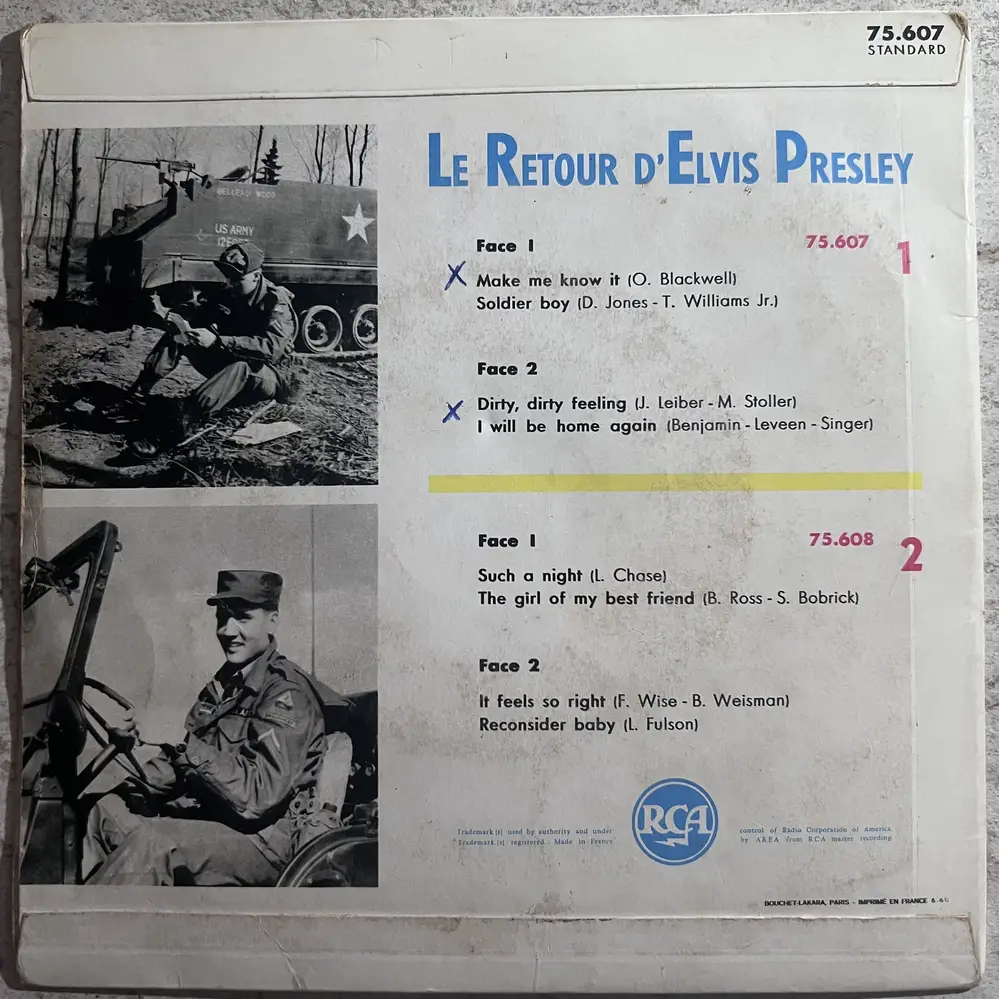 75.607
STANDARD
BELLEAU WOOD
US ARMY
LE RETOUR D'ELVIS PRESLEY
Face 1
75.607
1
X Make me know it (O. Blackwell)
Soldier boy (D. Jones - T. Williams Jr.)
Face 2
X Dirty, dirty feeling (J. Leiber - M. Stoller)
I will be home again (Benjamin - Leveen - Singer)
Face 1
75.608
2
Such a night (L. Chase)
The girl of my best friend (B. Ross - S. Bobrick)
Face 2
It feels so right (F. Wise - B. Weisman)
Reconsider baby (L. Fulson)
RCA
Trademark(s) used by authority and under
Trademark(s) registered. Made in France
control of Radio Corporation of America.
by AREA from RCA master recording
BOUCHET-LAKARA, PARIS - IMPRIMÉ EN FRANCE